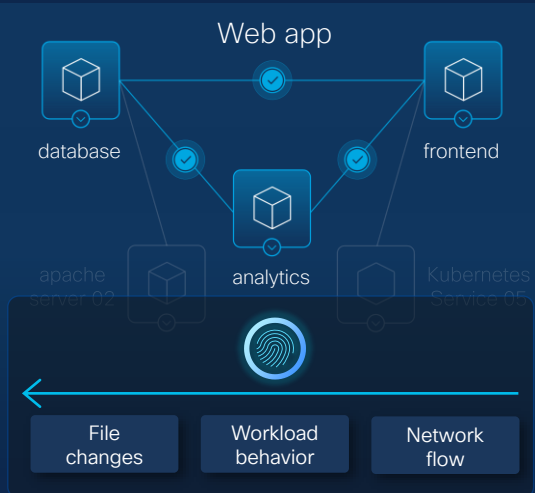 Web app
database
frontend
analytics
apache
server 02
Kubernetes
Service 05
File
changes
Workload
behavior
Network
flow